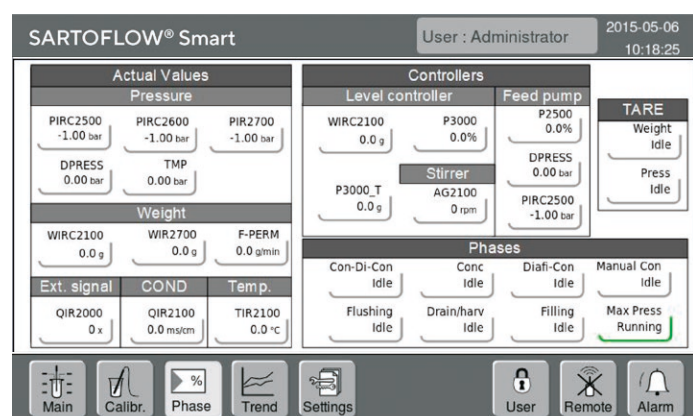 SARTOFLOW® Smart
User : Administrator
2015-05-06
10:18:25
Actual Values
Pressure
PIRC2500 PIRC2600 PIR2700
-1.00 bar -1.00 bar -1.00 bar
DPRESS TMP
0.00 bar 0.00 bar
Weight
WIRC2100 WIR2700 F-PERM
0.0 g 0.0 g 0.0 g/min
Ext. signal COND Temp.
QIR2000 QIR2100 TIR2100
0 x 0.0 ms/cm 0.0 °C
Controllers
Level controller
WIRC2100 P3000
0.0 g 0.0%
Stirrer
P3000_T AG2100
0.0 g 0 rpm
Feed pump
P2500
0.0%
DPRESS
0.00 bar
PIRC2500
-1.00 bar
TARE
Weight
Idle
Press
Idle
Phases
Con-Di-Con Conc Diafi-Con Manual Con
Idle Idle Idle Idle
Flushing Drain/harv Filling Max Press
Idle Idle Idle Running
%
Main Calibr. Phase Trend Settings User Remote Alarm